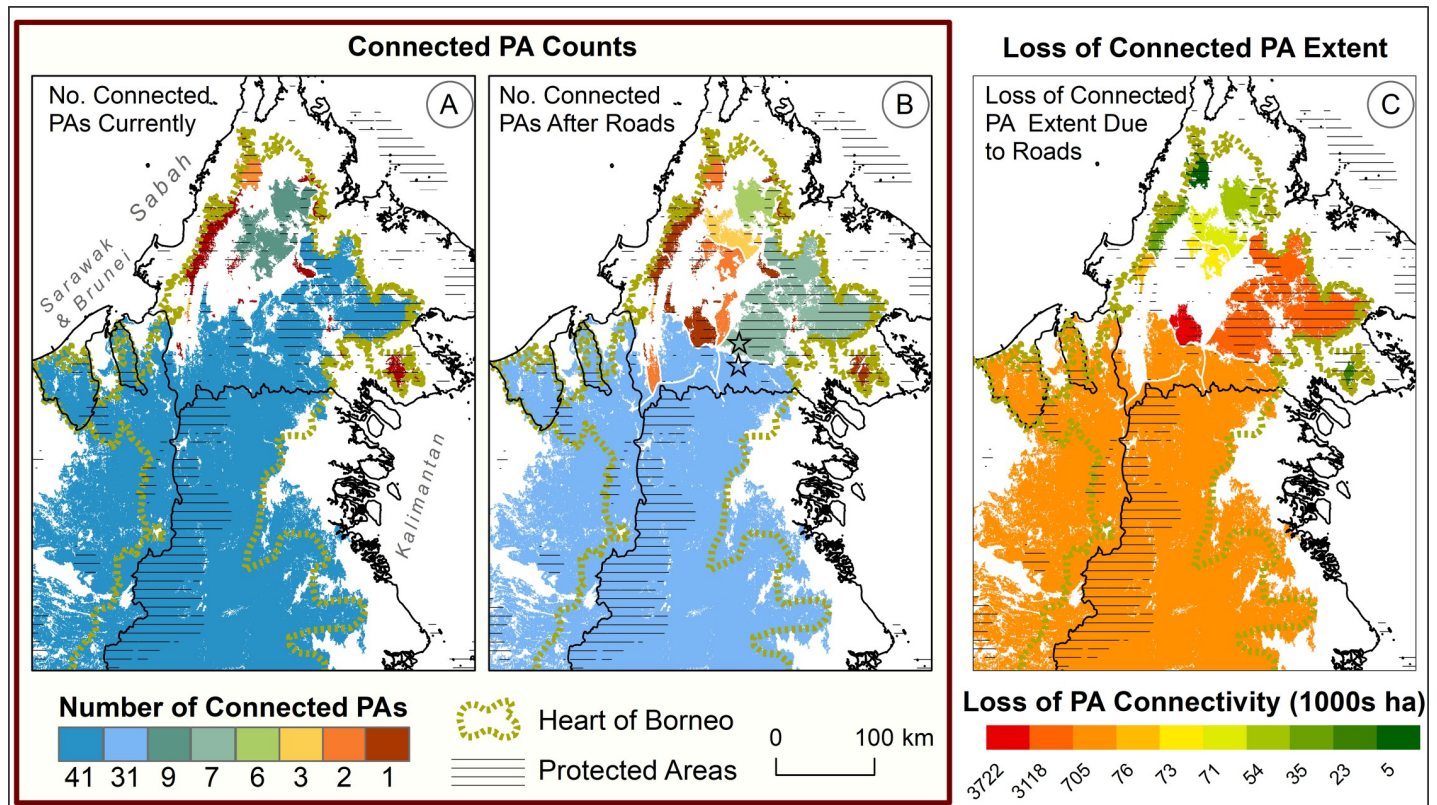 Connected PA Counts
Loss of Connected PA Extent
No. Connected
PAs Currently
A
Sabah
Sarawak
& Brunei
Kalimantan
No. Connected
PAs After Roads
B
Loss of Connected
PA Extent Due
to Roads
C
Number of Connected PAs
41 31 9 7 6 3 2 1
Heart of Borneo
Protected Areas
0 100 km
Loss of PA Connectivity (1000s ha)
3722 3118 705 76 73 71 54 35 23 5